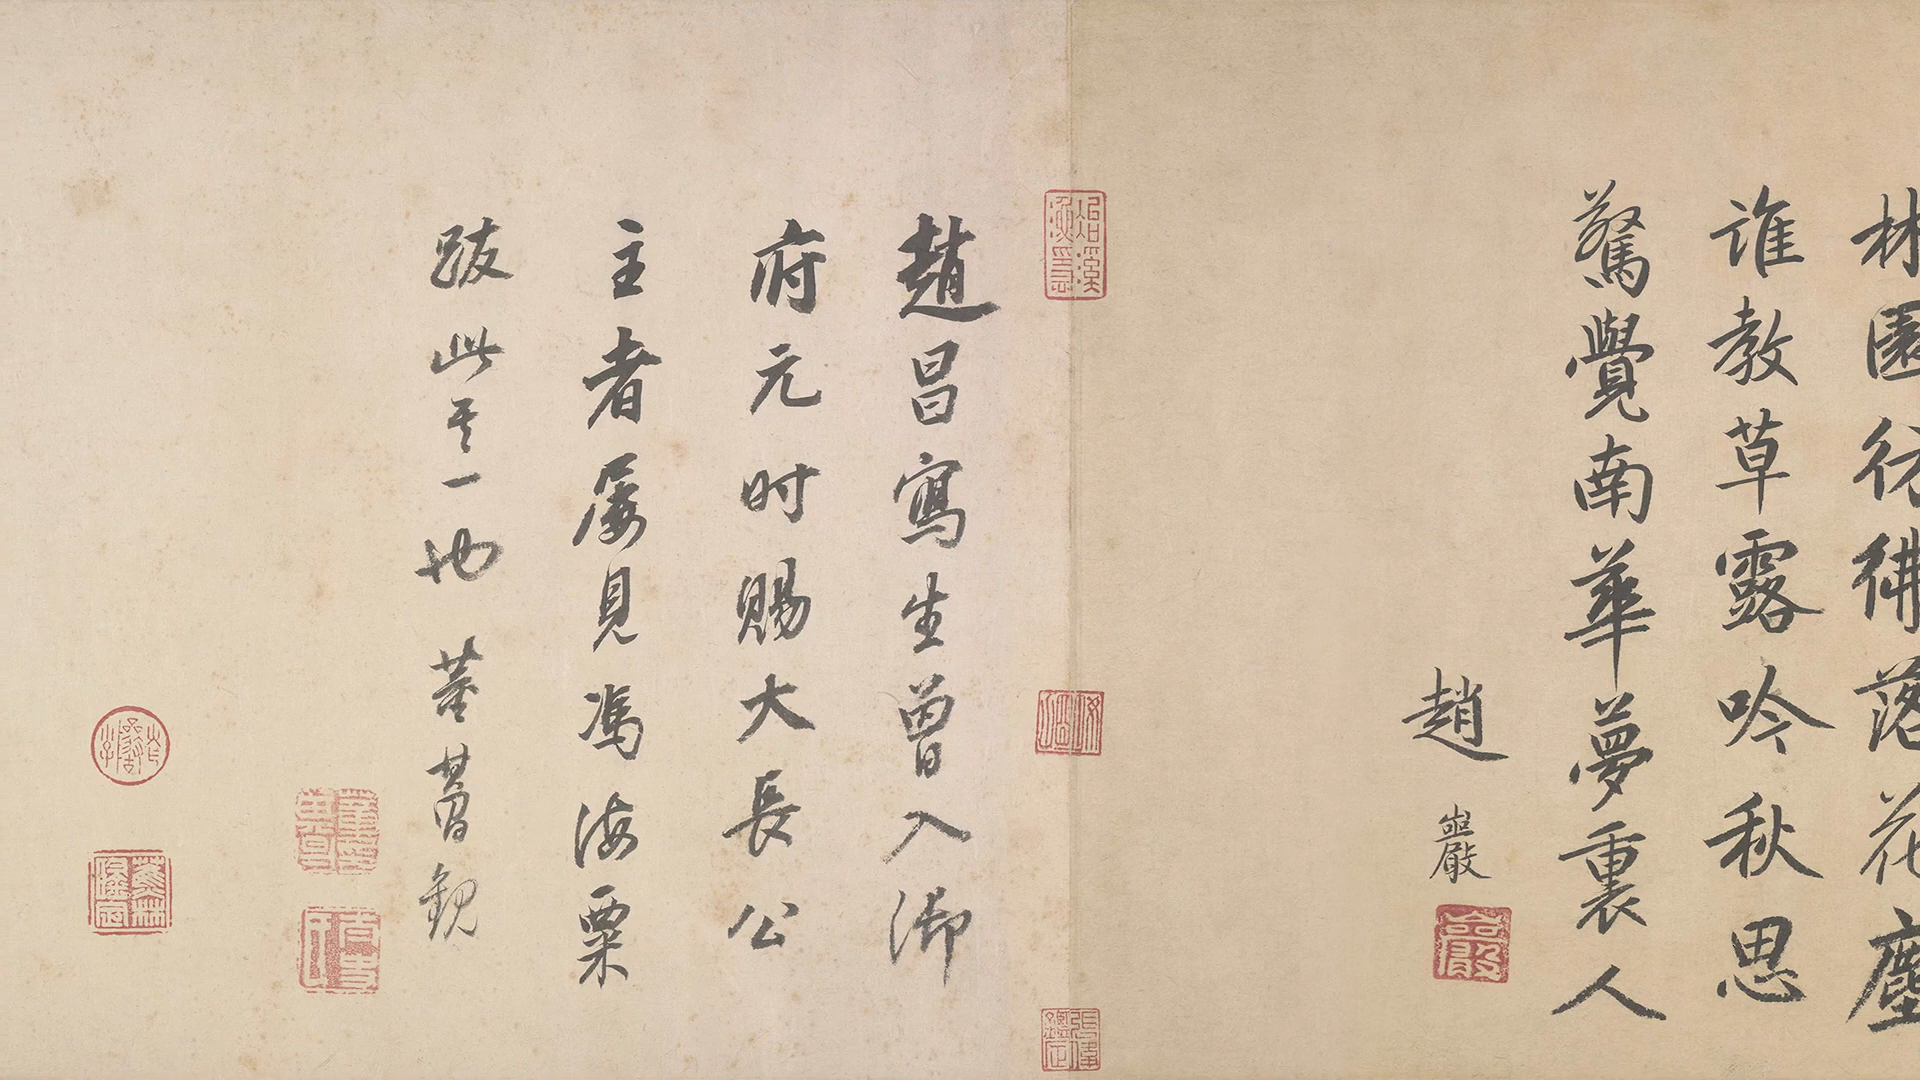 林園彷彿落花塵
誰教草露吟秋思
驚覺南華夢裏人
趙嵒
趙昌寫生曾入御
府元时賜大長公
主者屡見馮海粟
跋此其一也 董其昌觀